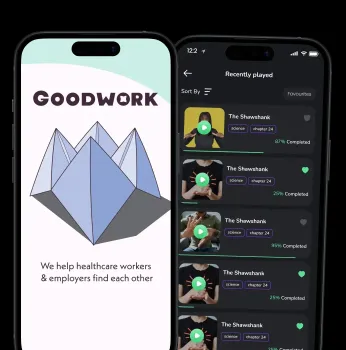 GOODWORK
We help healthcare workers
& employers find each other
12:2
Recently played
Sort By
Favourites
The Shawshank
science
chapter 24
87% Completed
The Shawshank
science
chapter 24
25% Completed
The Shawshank
science
chapter 24
95% Completed
The Shawshank
science
chapter 24
25% Completed
The Shawshank
science
chapter 24
Completed